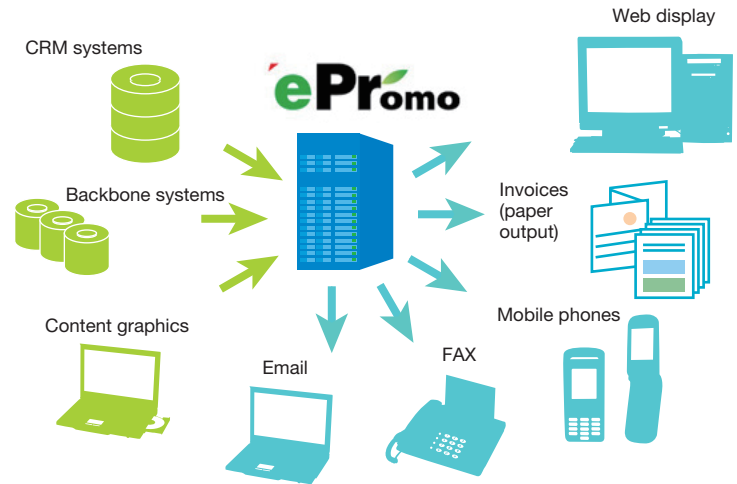 Web display
CRM systems
ePromo
Backbone systems
Invoices
(paper
output)
Content graphics
Mobile phones
Email
FAX